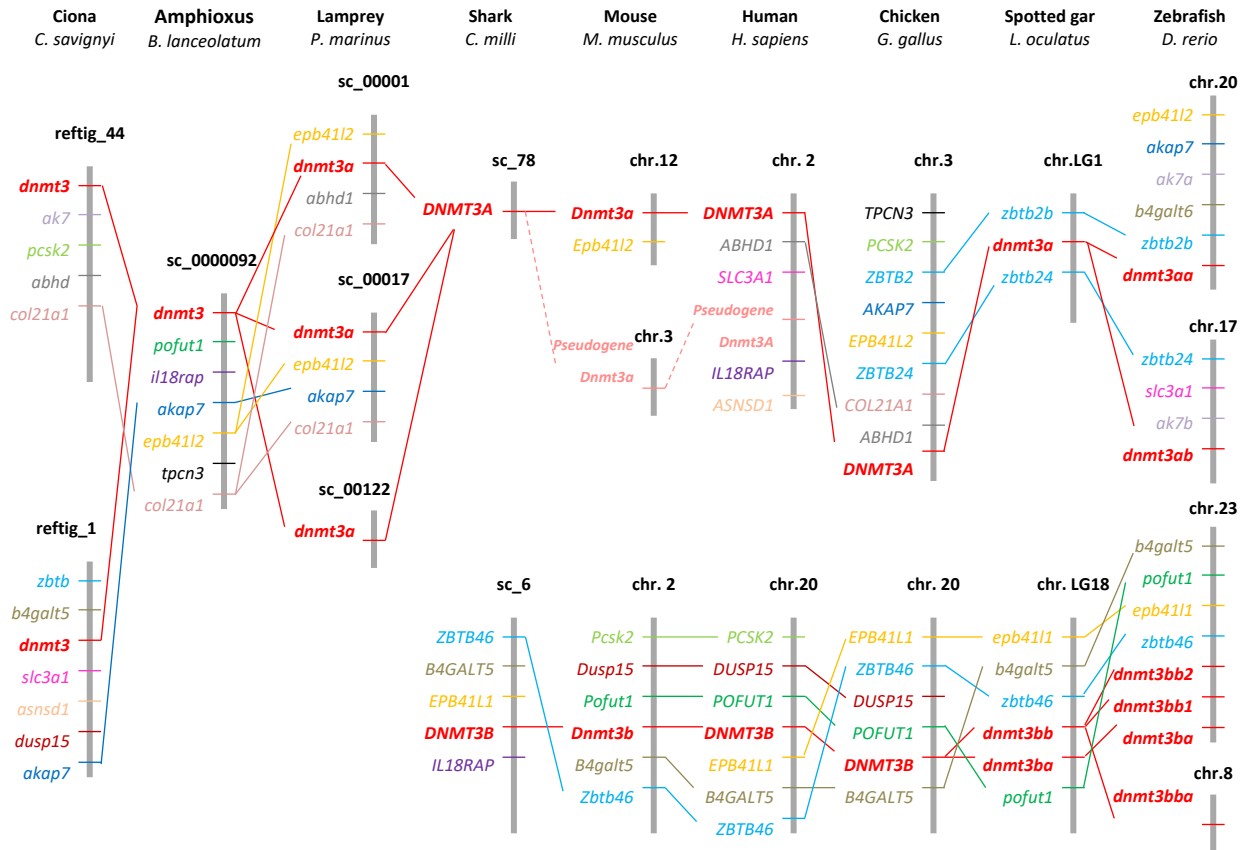 Ciona
C. savignyi
Amphioxus
B. lanceolatum
Lamprey
P. marinus
Shark
C. milli
Mouse
M. musculus
Human
H. sapiens
Chicken
G. gallus
Spotted gar
L. oculatus
Zebrafish
D. rerio
reftig_44
dnmt3
ak7
pcsk2
abhd
col21a1
reftig_1
zbtb
b4galt5
dnmt3
slc3a1
asnsd1
dusp15
akap7
sc_0000092
dnmt3
pofut1
il18rap
akap7
epb41l2
tpcn3
col21a1
sc_00001
epb41l2
dnmt3a
abhd1
col21a1
sc_00017
dnmt3a
epb41l2
akap7
col21a1
sc_00122
dnmt3a
sc_78
DNMT3A
sc_6
ZBTB46
B4GALT5
EPB41L1
DNMT3B
IL18RAP
chr.12
Dnmt3a
Epb41l2
chr.3
Pseudogene
Dnmt3a
chr. 2
Pcsk2
Dusp15
Pofut1
Dnmt3b
B4galt5
Zbtb46
chr. 2
DNMT3A
ABHD1
SLC3A1
Pseudogene
Dnmt3A
IL18RAP
ASNSD1
chr.20
PCSK2
DUSP15
POFUT1
DNMT3B
EPB41L1
B4GALT5
ZBTB46
chr.3
TPCN3
PCSK2
ZBTB2
AKAP7
EPB41L2
ZBTB24
COL21A1
ABHD1
DNMT3A
chr. 20
EPB41L1
ZBTB46
DUSP15
POFUT1
DNMT3B
B4GALT5
chr.LG1
zbtb2b
dnmt3a
zbtb24
chr. LG18
epb41l1
b4galt5
zbtb46
dnmt3bb
dnmt3ba
pofut1
chr.20
epb41l2
akap7
ak7a
b4galt6
zbtb2b
dnmt3aa
chr.17
zbtb24
slc3a1
ak7b
dnmt3ab
chr.23
b4galt5
pofut1
epb41l1
zbtb46
dnmt3bb2
dnmt3bb1
dnmt3ba
chr.8
dnmt3bba